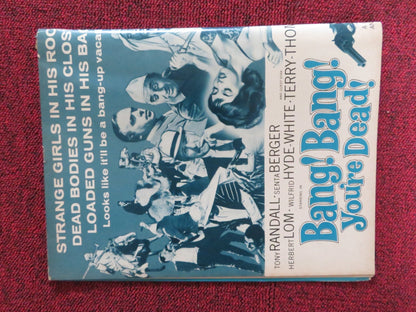 STRANGE GIRLS IN HIS ROO
DEAD BODIES IN HIS CLOS
LOADED GUNS IN HIS BA
Looks like it'll be a bang-up vaca
TONY RANDALL · SENTA BERGER
HERBERT LOM · WILFRID HYDE-WHITE · TERRY-THO
STARRING IN
Bang! Bang!
You're Dead!